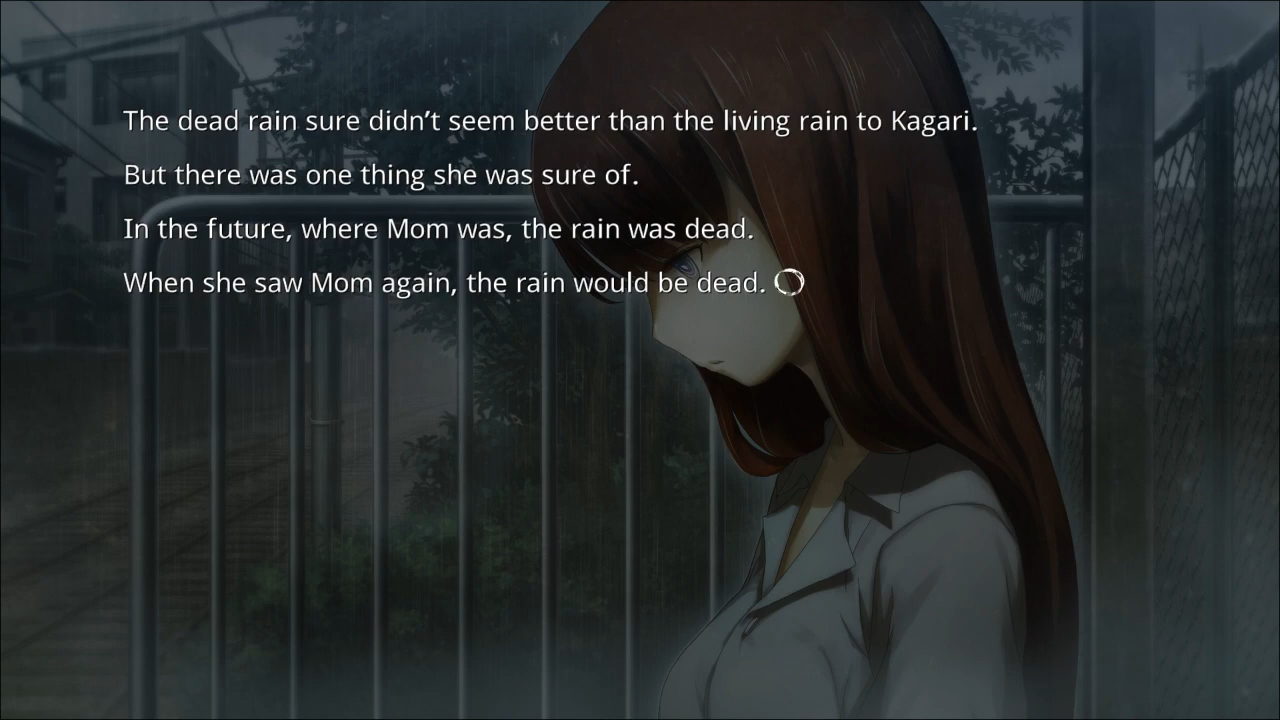 The dead rain sure didn’t seem better than the living rain to Kagari.
But there was one thing she was sure of.
In the future, where Mom was, the rain was dead.
When she saw Mom again, the rain would be dead.